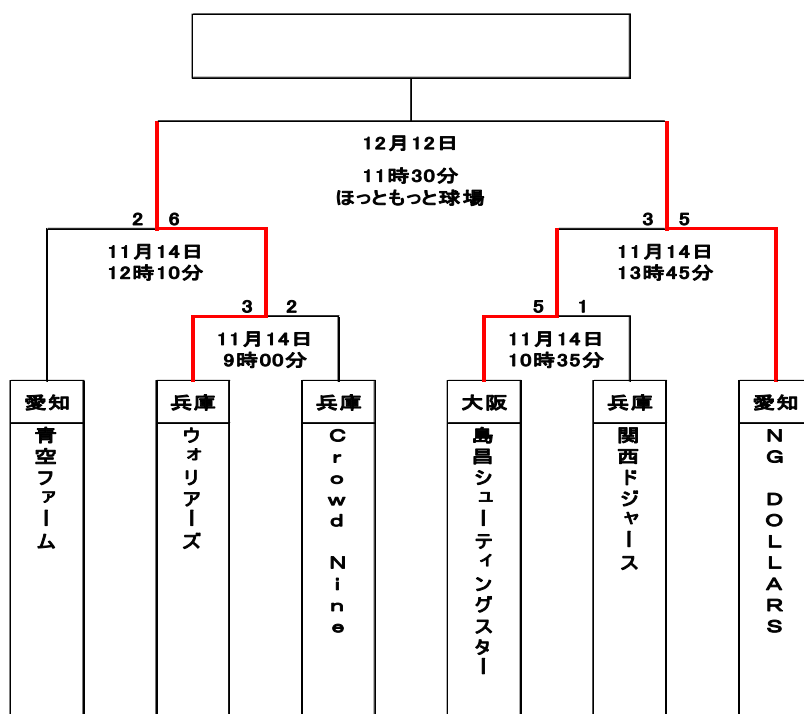 12月12日
11時30分
ほっともっと球場
2 6
3 5
11月14日
12時10分
11月14日
13時45分
3 2
5 1
11月14日
9時00分
11月14日
10時35分
愛知
兵庫
兵庫
大阪
兵庫
愛知
青空ファーム
ウォリアーズ
Crowd Nine
島昌シューティングスター
関西ドジャース
NG DOLLARS